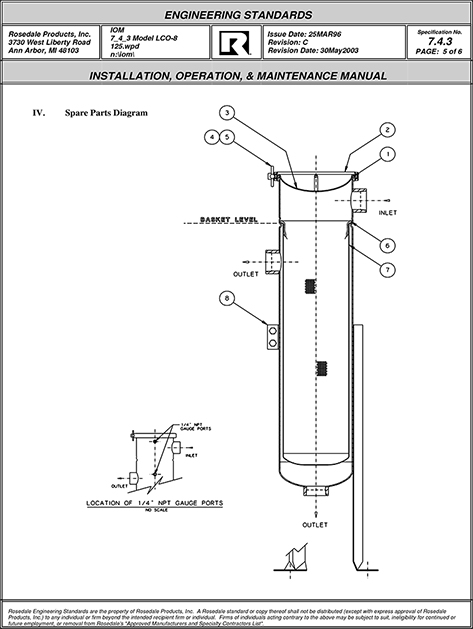 ENGINEERING STANDARDS
Rosedale Products, Inc.
3730 West Liberty Road
Ann Arbor, MI 48103
IOM
7_4_3 Model LCO-8
125.wpd
n:\iom\
R
Issue Date: 25MAR96
Revision: C
Revision Date: 30May2003
Specification No.
7.4.3
PAGE: 5 of 6
INSTALLATION, OPERATION, & MAINTENANCE MANUAL
IV. Spare Parts Diagram
3
2
4 5
1
INLET
BASKET LEVEL
6
OUTLET
7
8
1/4" NPT
GAUGE PORTS
INLET
OUTLET
LOCATION OF 1/4" NPT GAUGE PORTS
NO SCALE
OUTLET
Rosedale Engineering Standards are the property of Rosedale Products, Inc. A Rosedale standard or copy thereof shall not be distributed (except with express approval of Rosedale
Products, Inc.) to any individual or firm beyond the intended recipient firm or individual. Firms of individuals acting contrary to the above may be subject to suit, ineligibility for continued or
future employment, or removal from Rosedale's "Approved Manufacturers and Specialty Contractors List".